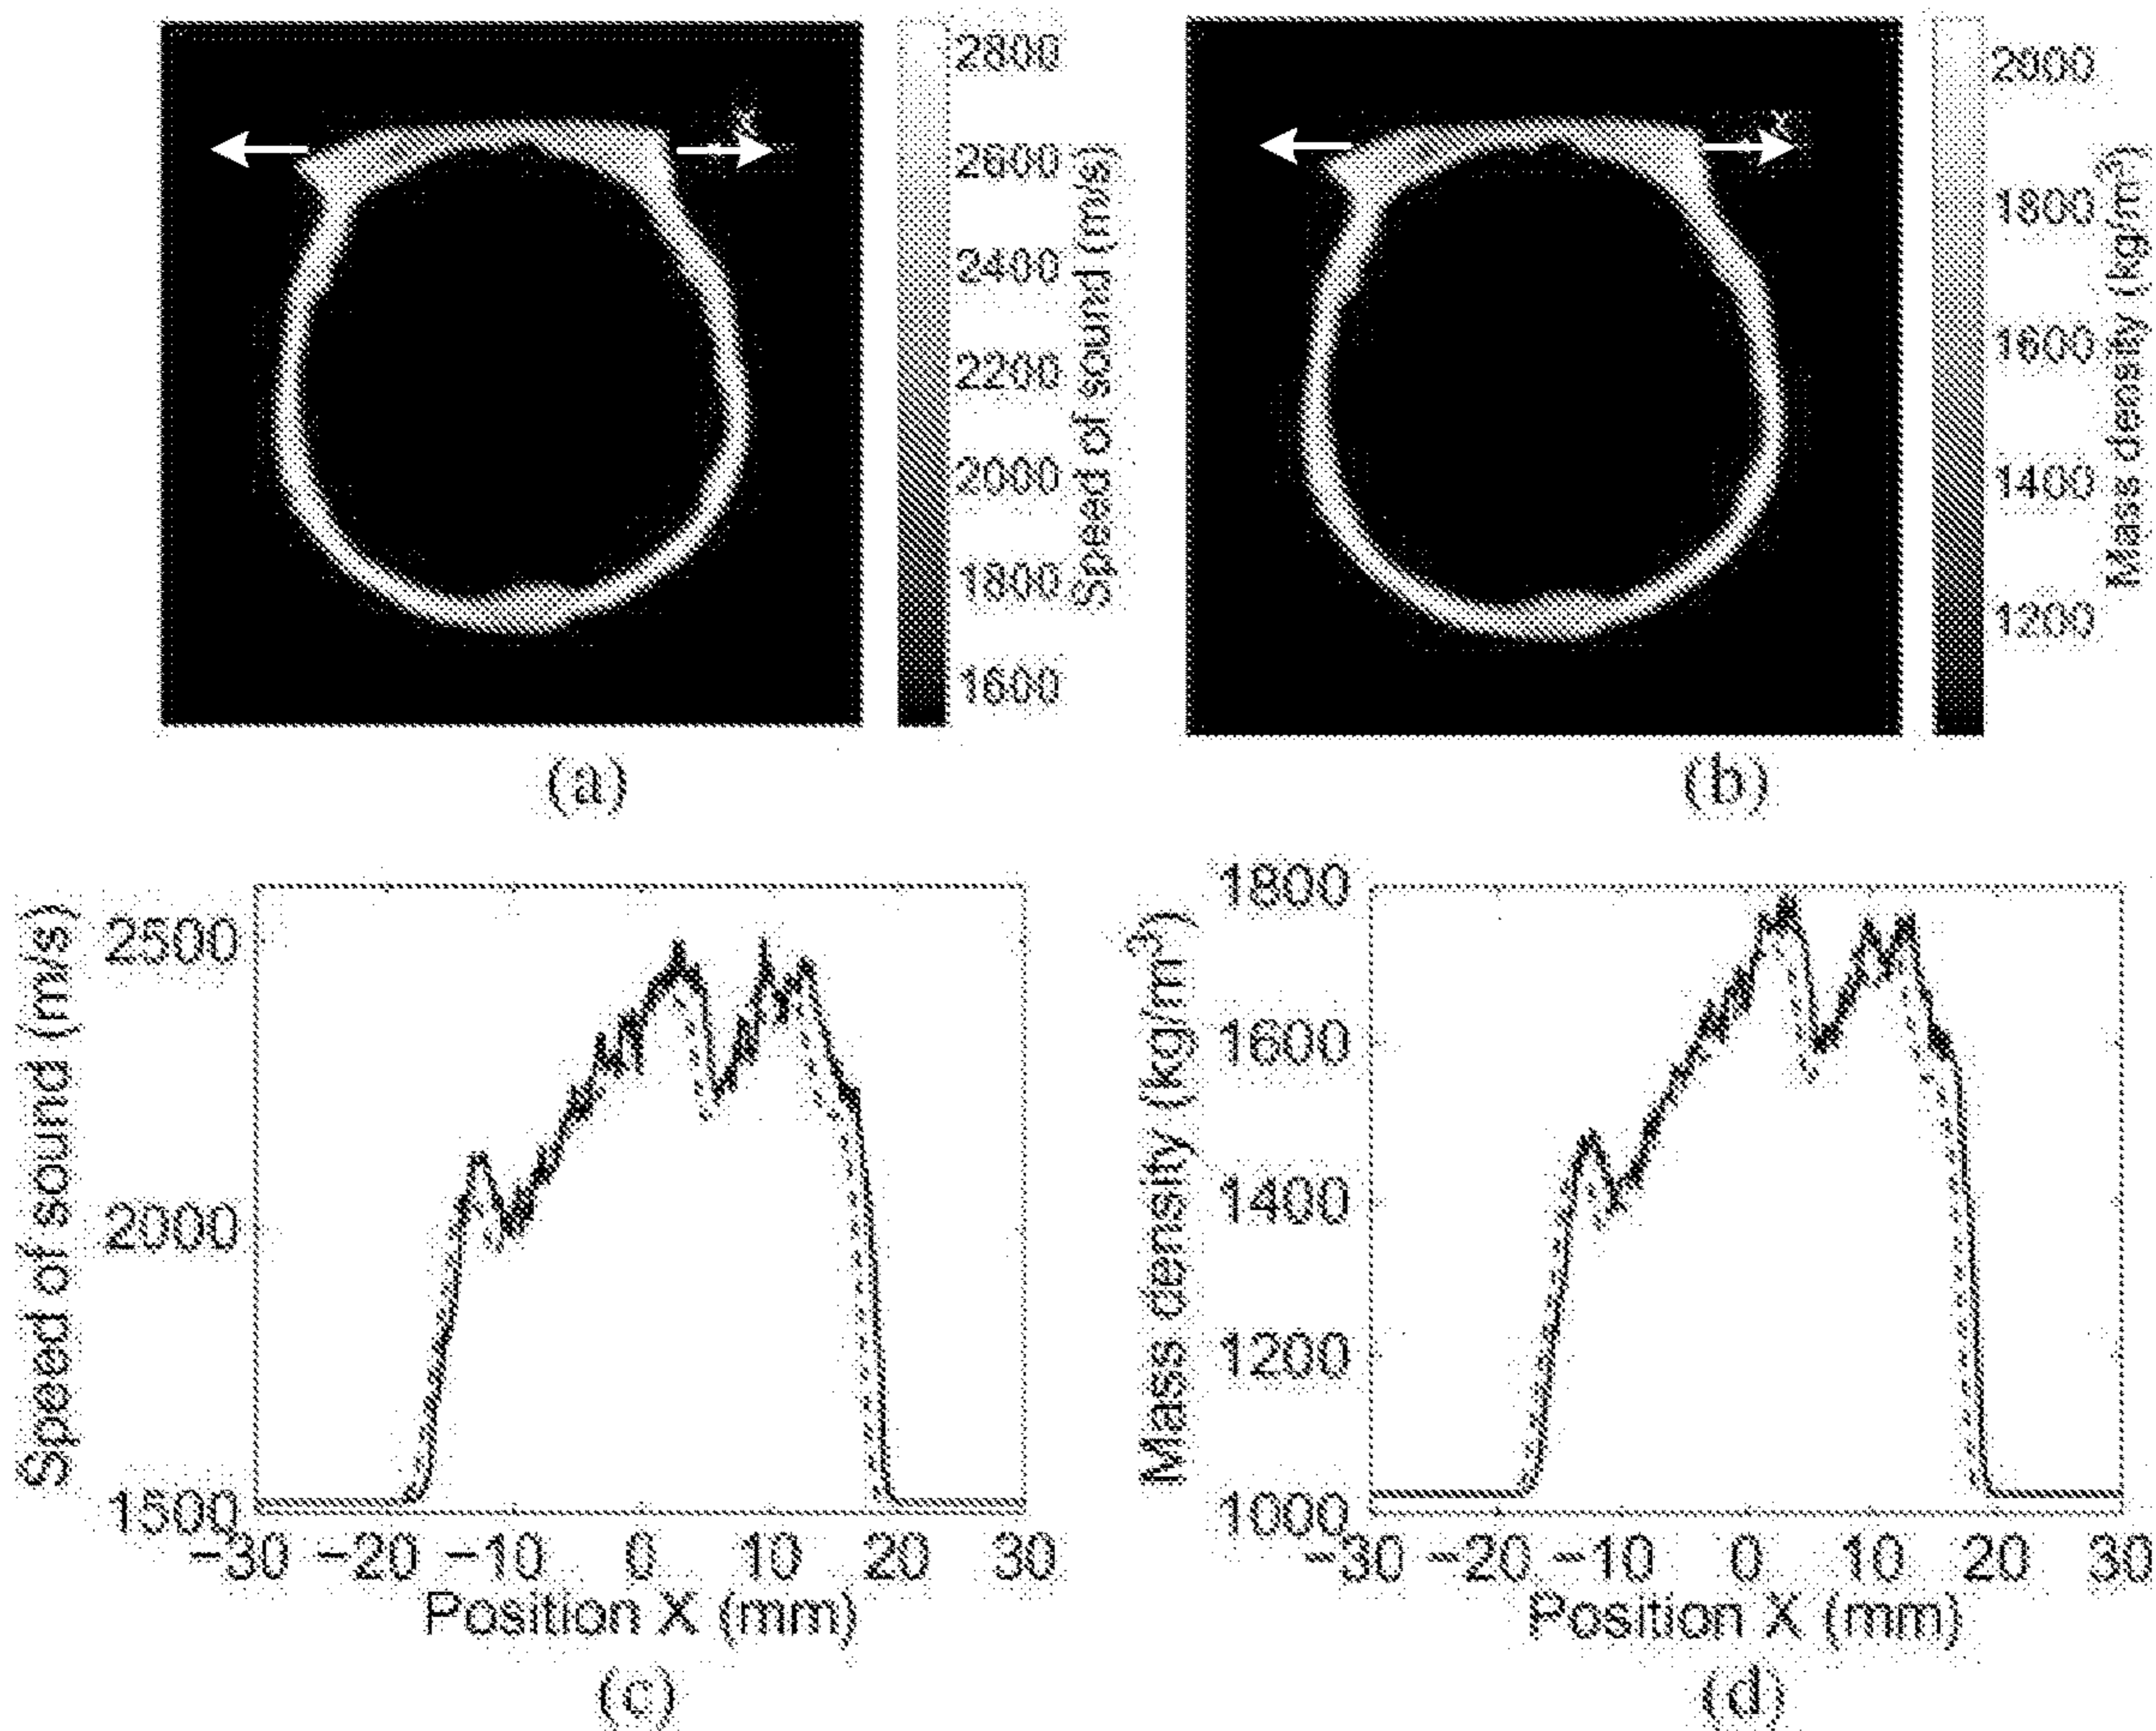 2800
2600
2400
2200
2000
1800
1600
Speed of sound (m/s)
(a)
2000
1800
1600
1400
1200
Mass density (kg/m³)
(b)
Speed of sound (m/s)
2500
2000
1500
−30 −20 −10 0 10 20 30
Position X (mm)
(c)
Mass density (kg/m³)
1800
1600
1400
1200
1000
−30 −20 −10 0 10 20 30
Position X (mm)
(d)